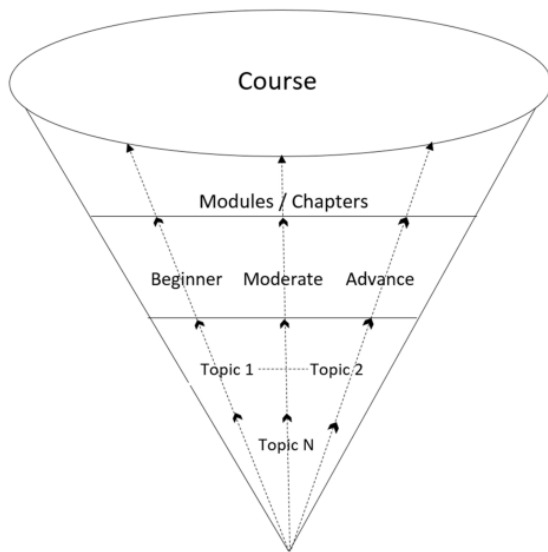 Course
Modules / Chapters
Beginner Moderate Advance
Topic 1 Topic 2
Topic N